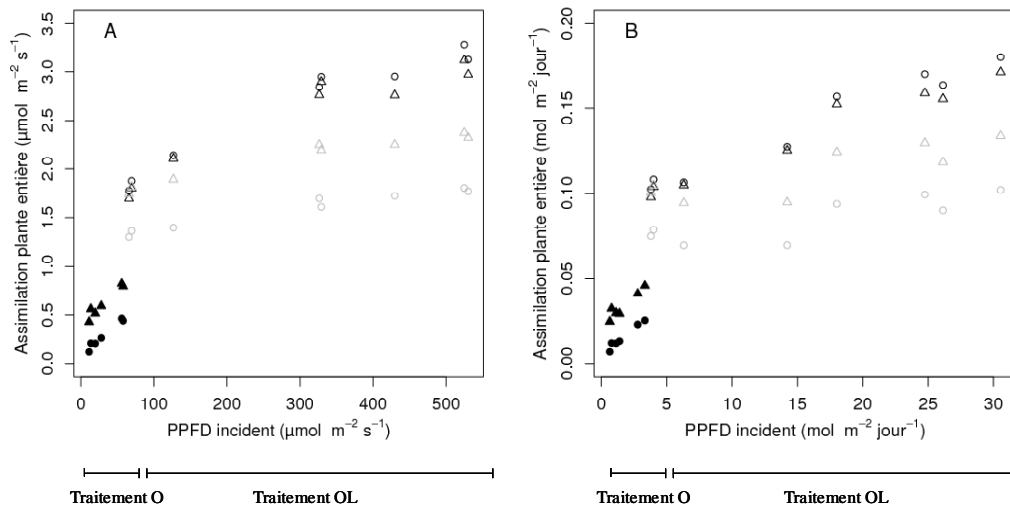 A
Assimilation plante entière (µmol m⁻² s⁻¹)
3.5
3.0
2.5
2.0
1.5
1.0
0.5
0.0
0 100 200 300 400 500
PPFD incident (µmol m⁻² s⁻¹)
Traitement O Traitement OL
B
Assimilation plante entière (mol m⁻² jour⁻¹)
0.20
0.15
0.10
0.05
0.00
0 5 10 15 20 25 30
PPFD incident (mol m⁻² jour⁻¹)
Traitement O Traitement OL